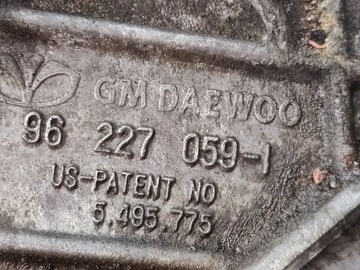 GM DAEWOO
96 227 059-1
US-PATENT NO
5.495.775